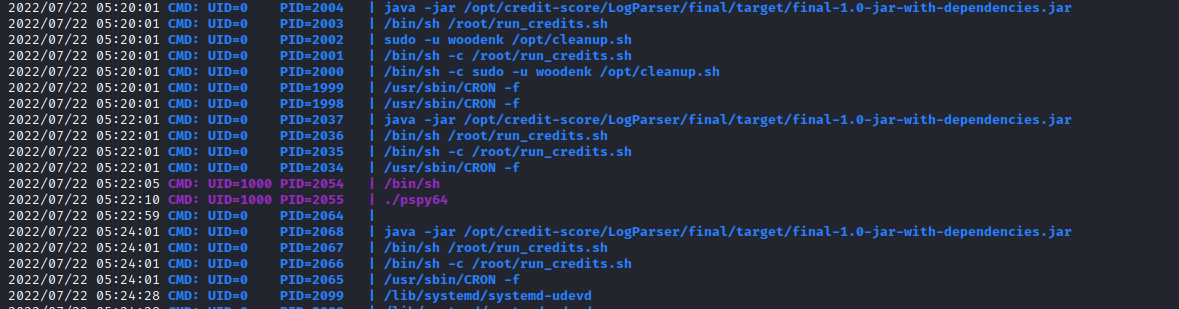 2022/07/22 05:20:01 CMD: UID=0 PID=2004 | java -jar /opt/credit-score/LogParser/final/target/final-1.0-jar-with-dependencies.jar
2022/07/22 05:20:01 CMD: UID=0 PID=2003 | /bin/sh /root/run_credits.sh
2022/07/22 05:20:01 CMD: UID=0 PID=2002 | sudo -u woodenk /opt/cleanup.sh
2022/07/22 05:20:01 CMD: UID=0 PID=2001 | /bin/sh -c /root/run_credits.sh
2022/07/22 05:20:01 CMD: UID=0 PID=2000 | /bin/sh -c sudo -u woodenk /opt/cleanup.sh
2022/07/22 05:20:01 CMD: UID=0 PID=1999 | /usr/sbin/CRON -f
2022/07/22 05:20:01 CMD: UID=0 PID=1998 | /usr/sbin/CRON -f
2022/07/22 05:22:01 CMD: UID=0 PID=2037 | java -jar /opt/credit-score/LogParser/final/target/final-1.0-jar-with-dependencies.jar
2022/07/22 05:22:01 CMD: UID=0 PID=2036 | /bin/sh /root/run_credits.sh
2022/07/22 05:22:01 CMD: UID=0 PID=2035 | /bin/sh -c /root/run_credits.sh
2022/07/22 05:22:01 CMD: UID=0 PID=2034 | /usr/sbin/CRON -f
2022/07/22 05:22:05 CMD: UID=1000 PID=2054 | /bin/sh
2022/07/22 05:22:10 CMD: UID=1000 PID=2055 | ./pspy64
2022/07/22 05:22:59 CMD: UID=0 PID=2064 |
2022/07/22 05:24:01 CMD: UID=0 PID=2068 | java -jar /opt/credit-score/LogParser/final/target/final-1.0-jar-with-dependencies.jar
2022/07/22 05:24:01 CMD: UID=0 PID=2067 | /bin/sh /root/run_credits.sh
2022/07/22 05:24:01 CMD: UID=0 PID=2066 | /bin/sh -c /root/run_credits.sh
2022/07/22 05:24:01 CMD: UID=0 PID=2065 | /usr/sbin/CRON -f
2022/07/22 05:24:28 CMD: UID=0 PID=2099 | /lib/systemd/systemd-udevd